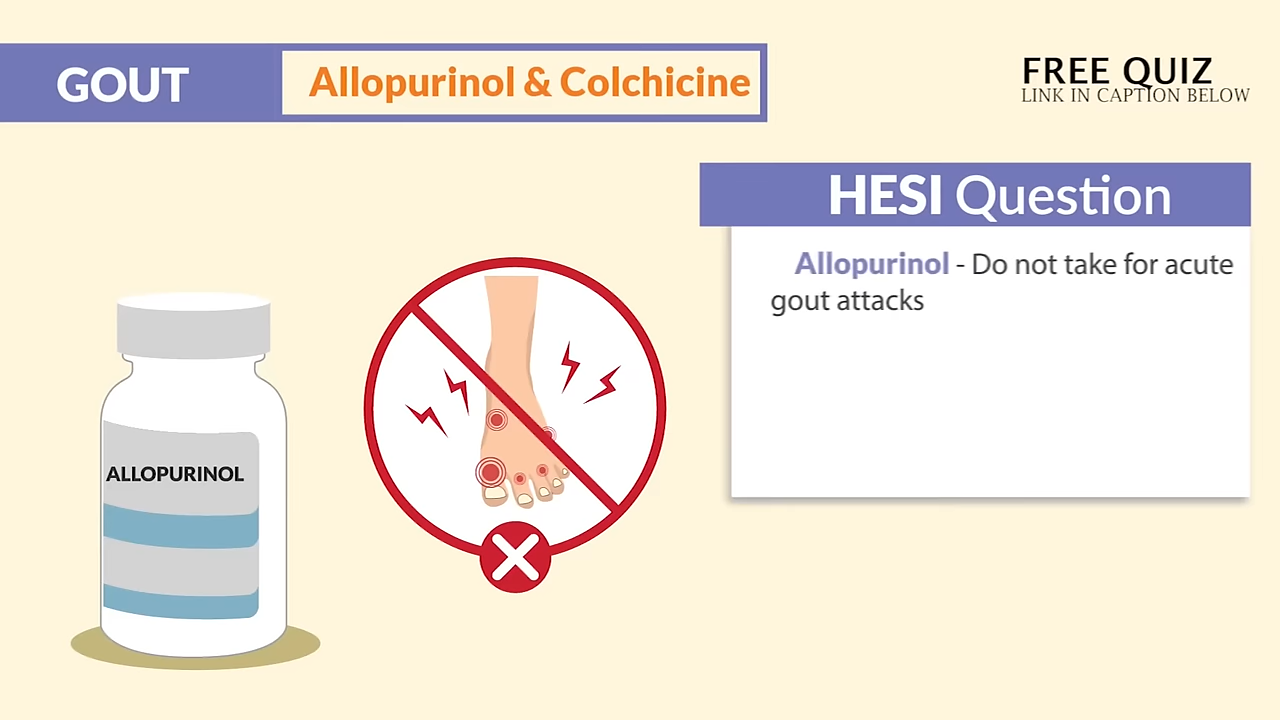 GOUT
Allopurinol & Colchicine
FREE QUIZ
LINK IN CAPTION BELOW
HESI Question
Allopurinol - Do not take for acute
gout attacks
ALLOPURINOL